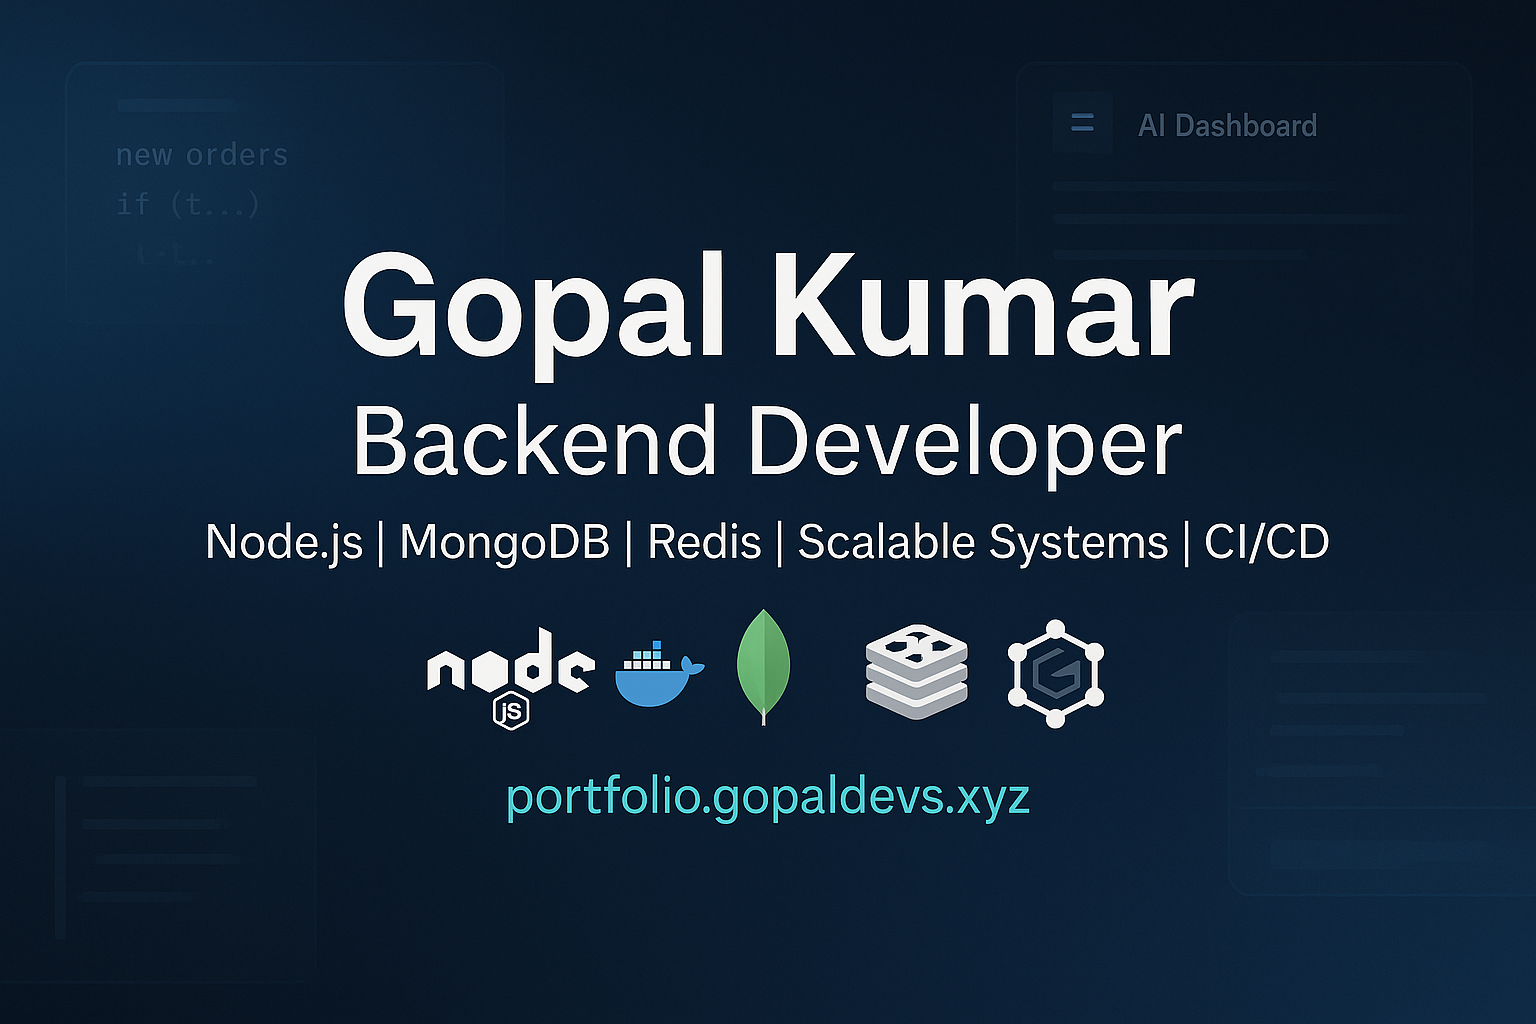 new orders
if (t...)
AI Dashboard
Gopal Kumar
Backend Developer
Node.js | MongoDB | Redis | Scalable Systems | CI/CD
node
JS
G
portfolio.gopaldevs.xyz